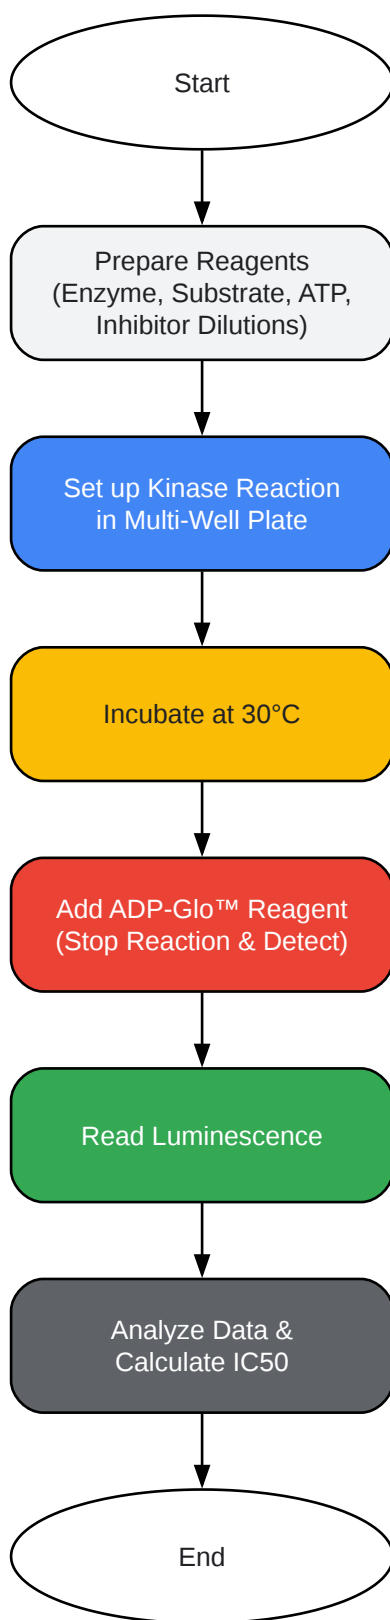 Start
Prepare Reagents
(Enzyme, Substrate, ATP,
Inhibitor Dilutions)
Set up Kinase Reaction
in Multi-Well Plate
Incubate at 30°C
Add ADP-Glo™ Reagent
(Stop Reaction & Detect)
Read Luminescence
Analyze Data &
Calculate IC50
End